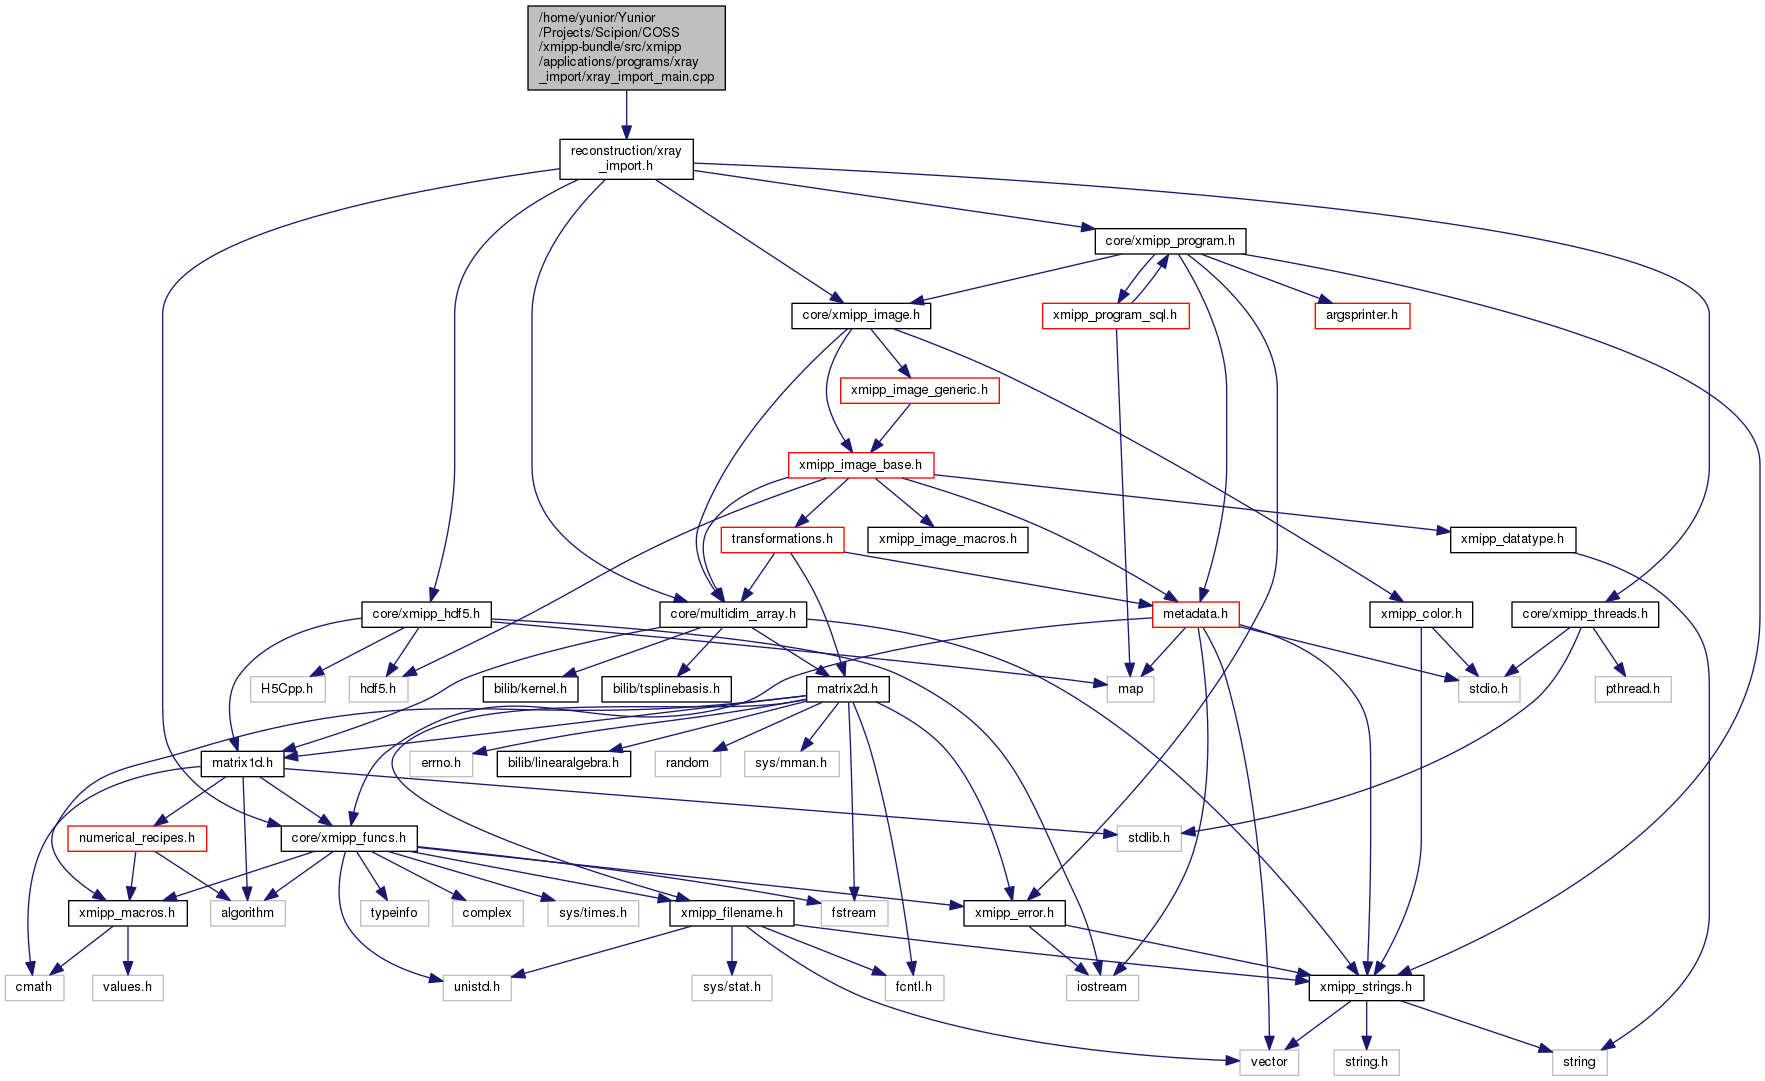 /home/yunior/Yunior
/Projects/Scipion/COSS
/xmipp-bundle/src/xmipp
/applications/programs/xray
_import/xray_import_main.cpp
reconstruction/xray
_import.h
core/xmipp_program.h
core/xmipp_image.h
xmipp_program_sql.h
argsprinter.h
xmipp_image_generic.h
xmipp_image_base.h
transformations.h
xmipp_image_macros.h
xmipp_datatype.h
core/xmipp_hdf5.h
core/multidim_array.h
metadata.h
xmipp_color.h
core/xmipp_threads.h
H5Cpp.h
hdf5.h
bilib/kernel.h
bilib/tsplinebasis.h
matrix2d.h
map
stdio.h
pthread.h
matrix1d.h
errno.h
bilib/linearalgebra.h
random
sys/mman.h
numerical_recipes.h
core/xmipp_funcs.h
stdlib.h
xmipp_macros.h
algorithm
typeinfo
complex
sys/times.h
xmipp_filename.h
fstream
xmipp_error.h
cmath
values.h
unistd.h
sys/stat.h
fcntl.h
iostream
xmipp_strings.h
vector
string.h
string